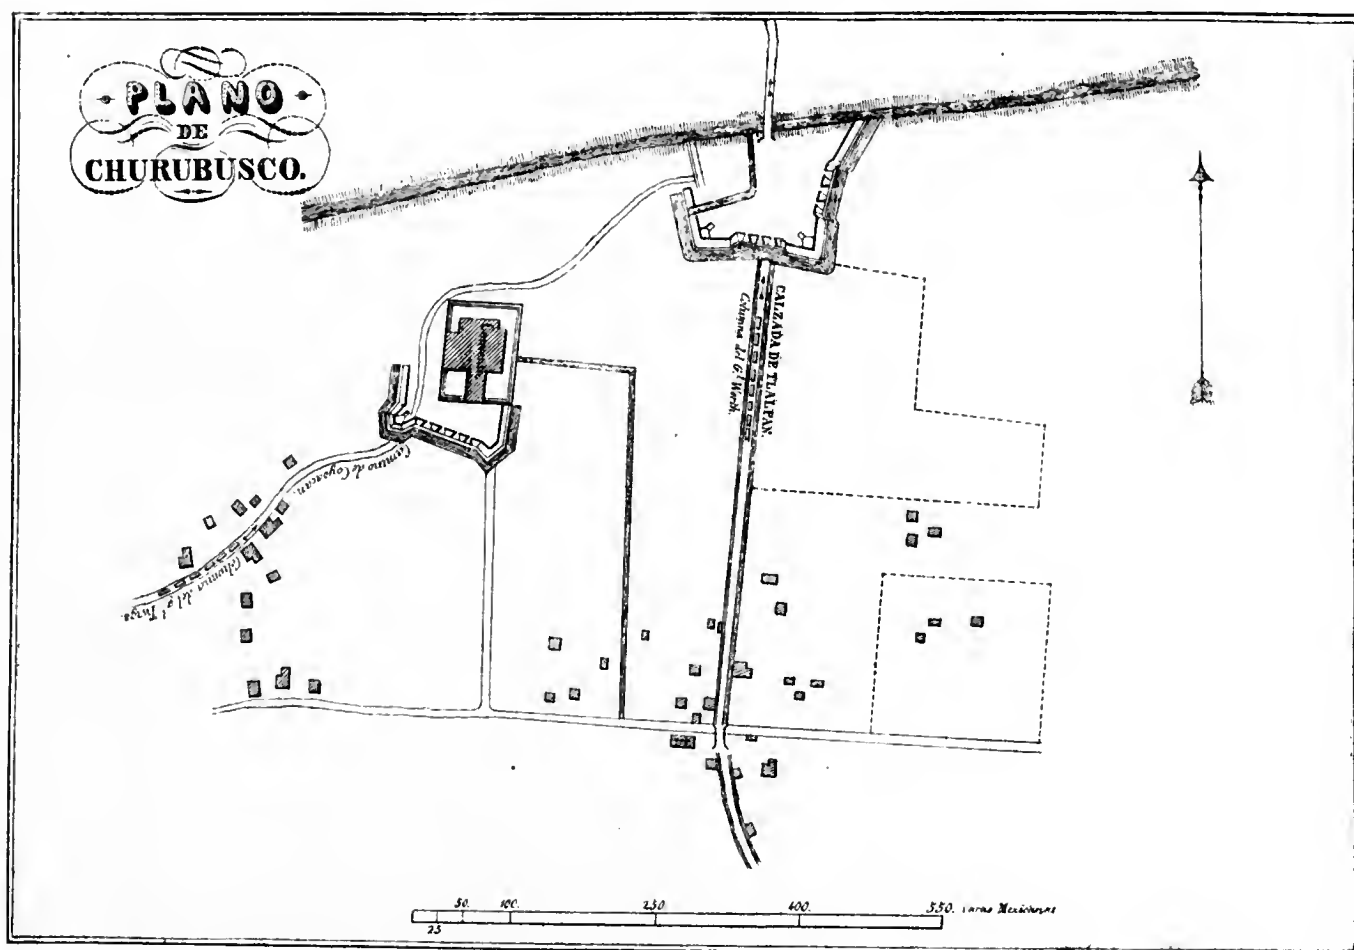 PLANO
DE
CHURUBUSCO.
CALZADA DE TLALPAN.
Columna del G.l Worth.
Camino de Coyoacan.
Columna del g.l
50. 100. 250 400. 550. varas Mexicanas
25